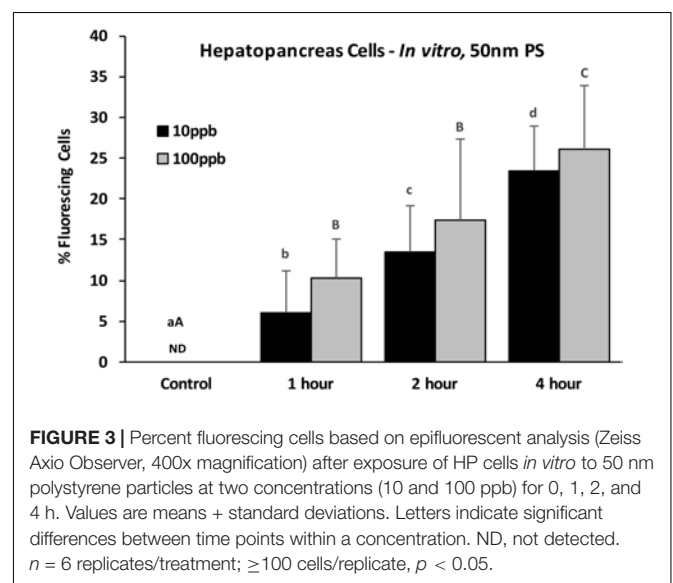 Hepatopancreas Cells - In vitro, 50nm PS
40
35
30
25
20
15
10
5
0
% Fluorescing Cells
10ppb
100ppb
aA
ND
b
B
c
B
d
C
Control
1 hour
2 hour
4 hour
FIGURE 3 | Percent fluorescing cells based on epifluorescent analysis (Zeiss
Axio Observer, 400x magnification) after exposure of HP cells in vitro to 50 nm
polystyrene particles at two concentrations (10 and 100 ppb) for 0, 1, 2, and
4 h. Values are means + standard deviations. Letters indicate significant
differences between time points within a concentration. ND, not detected.
n = 6 replicates/treatment; ≥100 cells/replicate, p < 0.05.